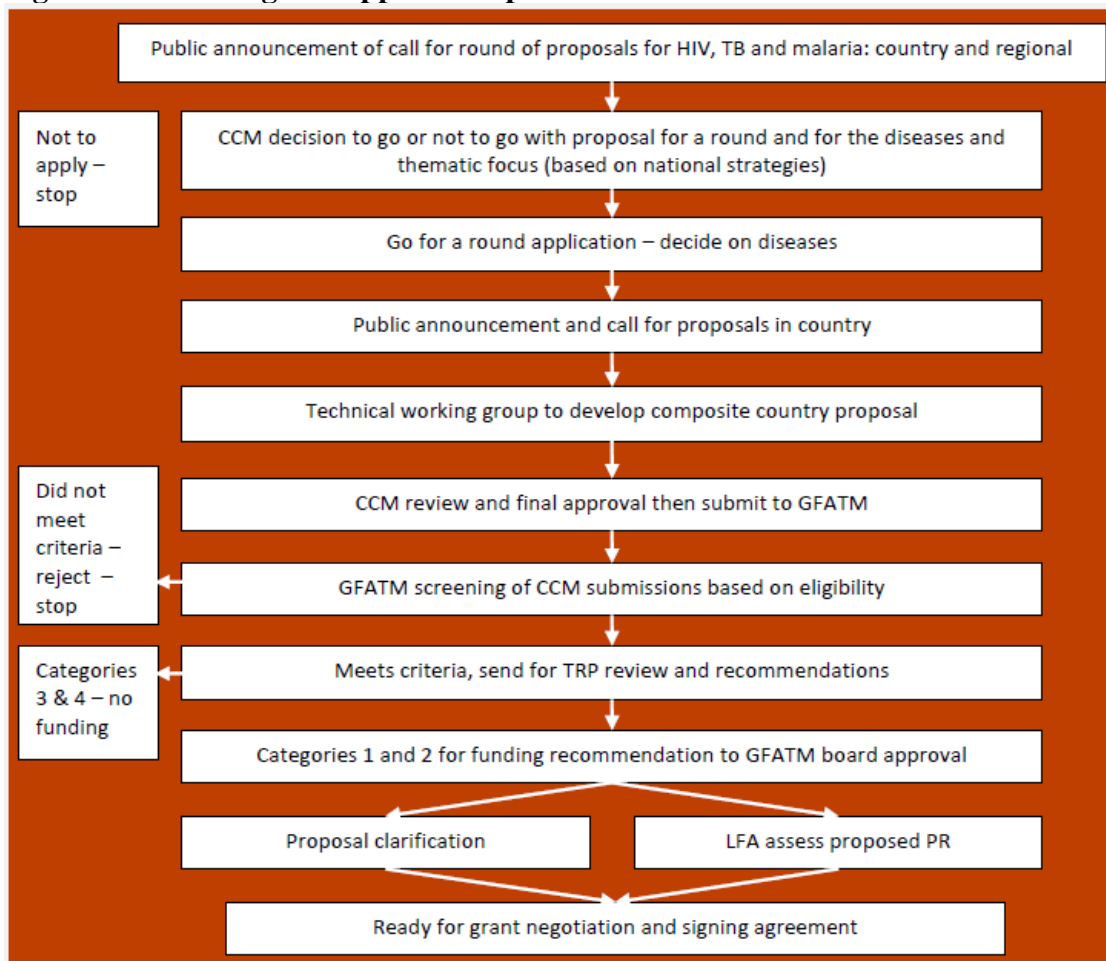 Public announcement of call for round of proposals for HIV, TB and malaria: country and regional
Not to
apply –
stop
CCM decision to go or not to go with proposal for a round and for the diseases and
thematic focus (based on national strategies)
Go for a round application – decide on diseases
Public announcement and call for proposals in country
Technical working group to develop composite country proposal
Did not
meet
criteria –
reject –
stop
CCM review and final approval then submit to GFATM
GFATM screening of CCM submissions based on eligibility
Categories
3 & 4 – no
funding
Meets criteria, send for TRP review and recommendations
Categories 1 and 2 for funding recommendation to GFATM board approval
Proposal clarification
LFA assess proposed PR
Ready for grant negotiation and signing agreement